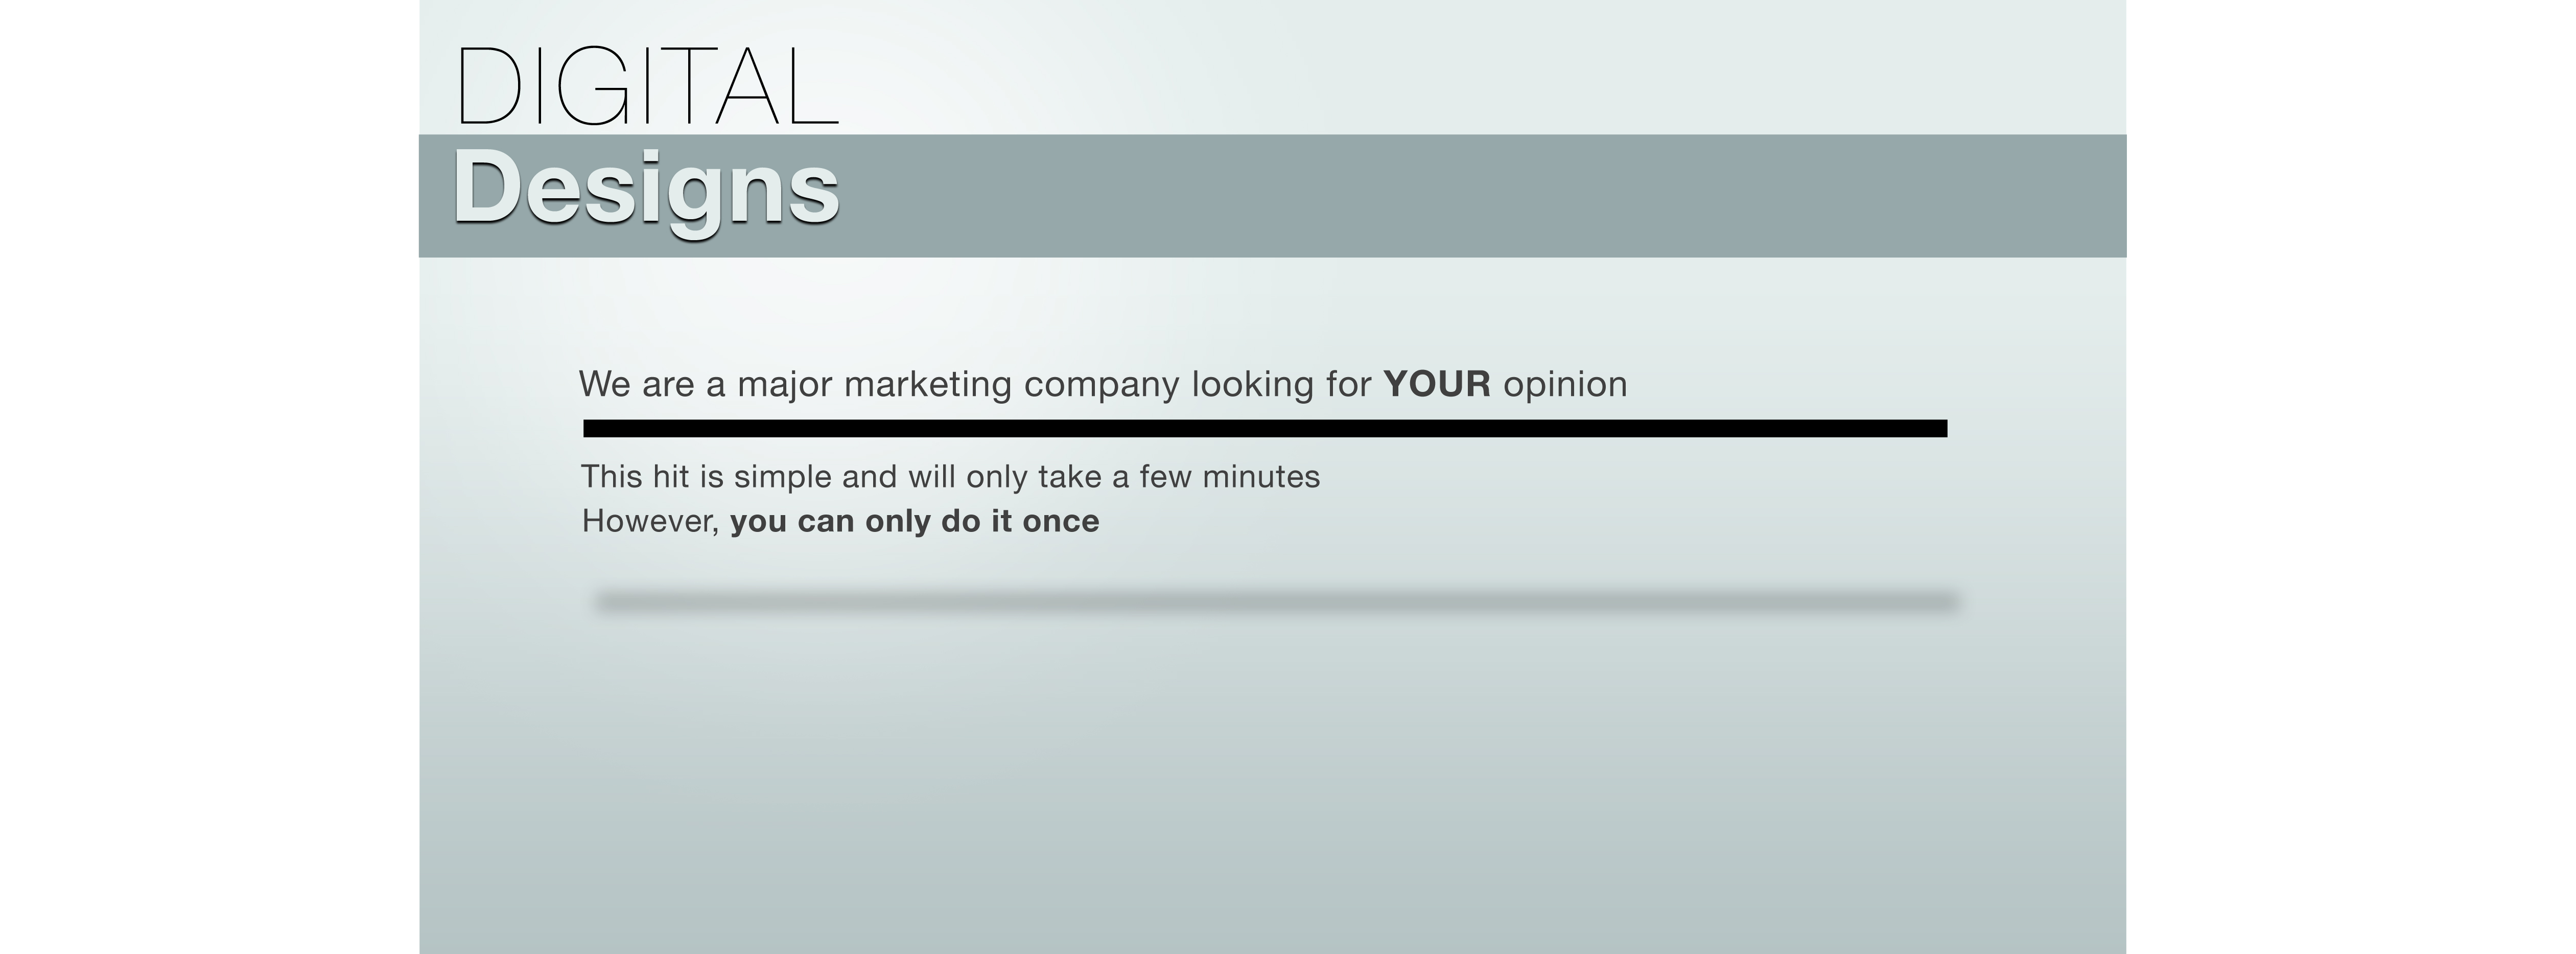 DIGITAL
Designs
We are a major marketing company looking for YOUR opinion
This hit is simple and will only take a few minutes
However, you can only do it once